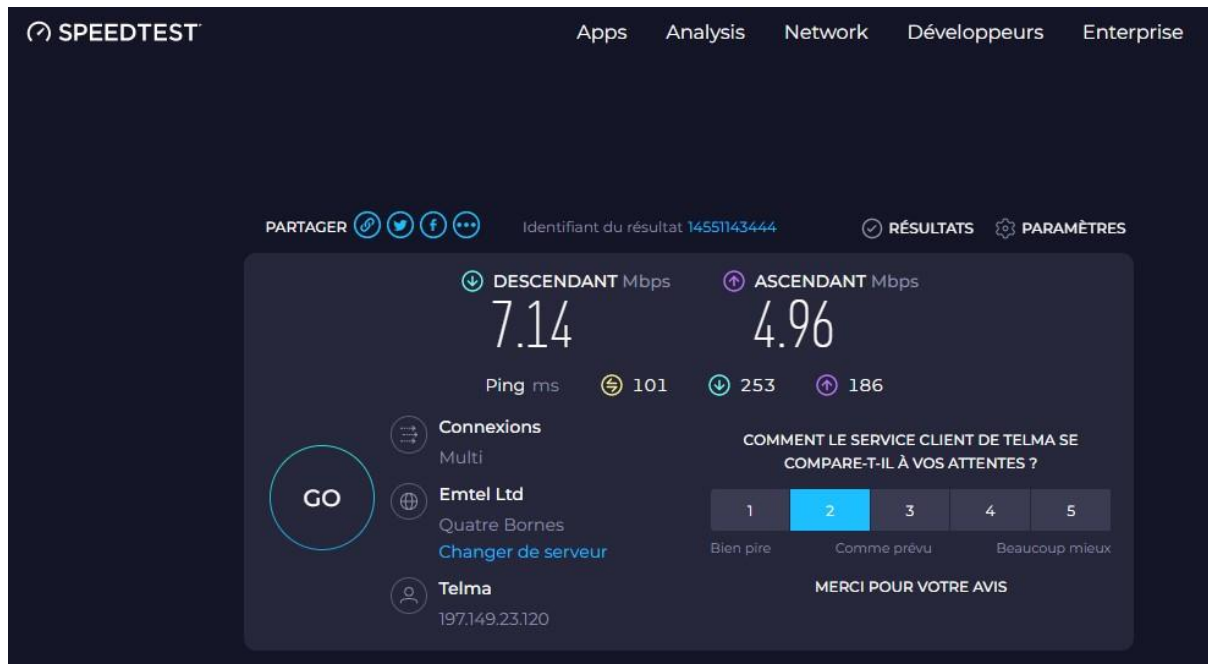 SPEEDTEST Apps Analysis Network Développeurs Enterprise
PARTAGER Identifiant du résultat 14551143444 RÉSULTATS PARAMÈTRES
DESCENDANT Mbps ASCENDANT Mbps
7.14 4.96
Ping ms 101 253 186
Connexions
Multi
Emtel Ltd
Quatre Bornes
Changer de serveur
Telma
197.149.23.120
GO
COMMENT LE SERVICE CLIENT DE TELMA SE
COMPARE-T-IL À VOS ATTENTES ?
1 2 3 4 5
Bien pire Comme prévu Beaucoup mieux
MERCI POUR VOTRE AVIS